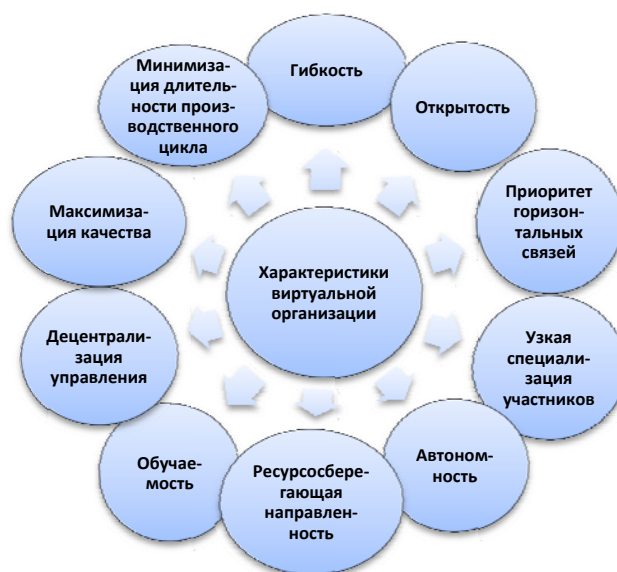 Гибкость
Открытость
Приоритет
горизон-
тальных
связей
Узкая
специали-
зация
участников
Автоном-
ность
Ресурсосбере-
гающая
направлен-
ность
Обучае-
мость
Децентрали-
зация
управления
Максимиза-
ция качества
Минимиза-
ция длитель-
ности произ-
водственного
цикла
Характеристики
виртуальной
организации